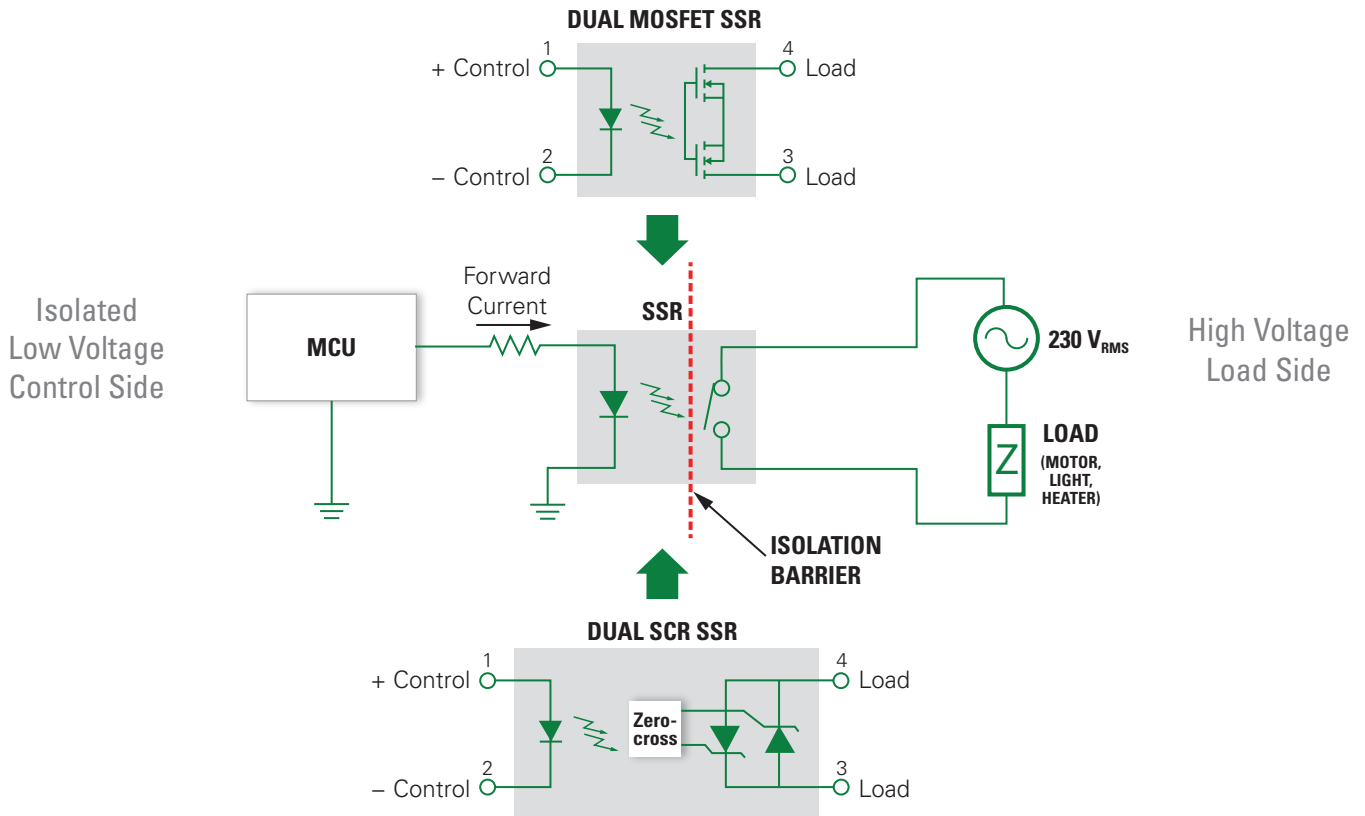 DUAL MOSFET SSR
1
+ Control
4
Load
2
– Control
3
Load
Isolated
Low Voltage
Control Side
MCU
Forward
Current
SSR
230 VRMS
High Voltage
Load Side
Z
LOAD
(MOTOR,
LIGHT,
HEATER)
ISOLATION
BARRIER
DUAL SCR SSR
1
+ Control
4
Load
Zero-
cross
2
– Control
3
Load